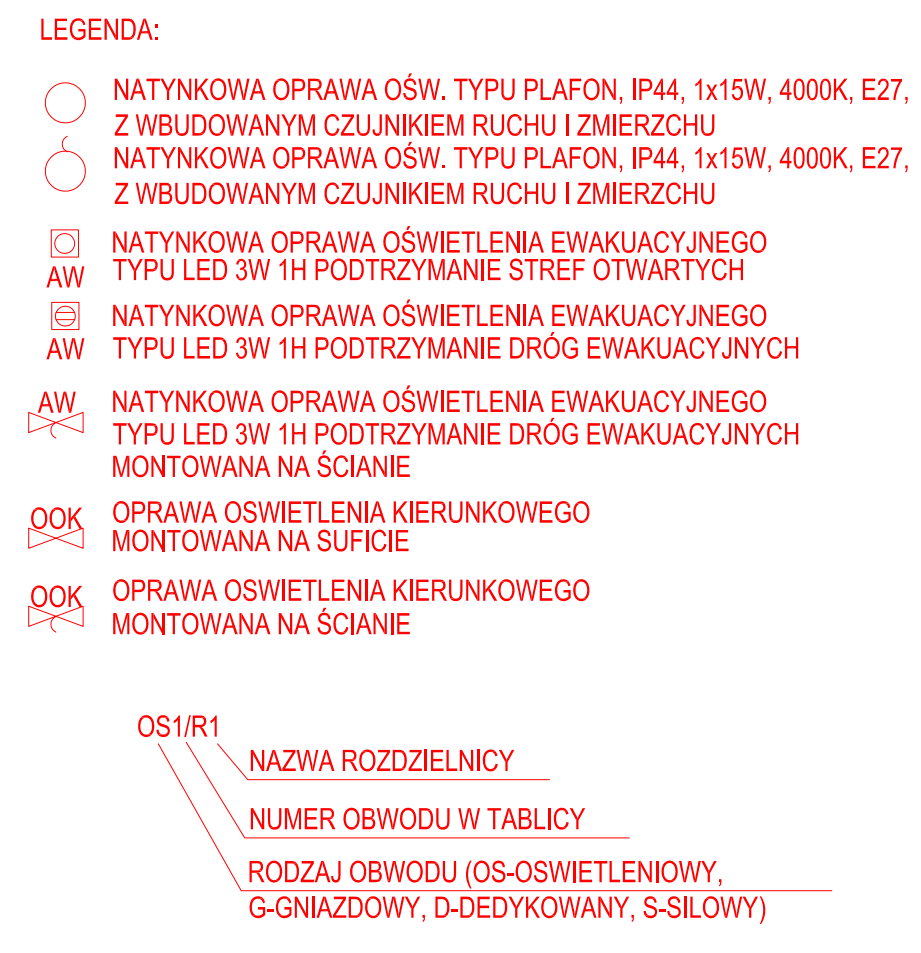 LEGENDA:
NATYNKOWA OPRAWA OŚW. TYPU PLAFON, IP44, 1x15W, 4000K, E27,
Z WBUDOWANYM CZUJNIKIEM RUCHU I ZMIERZCHU
NATYNKOWA OPRAWA OŚW. TYPU PLAFON, IP44, 1x15W, 4000K, E27,
Z WBUDOWANYM CZUJNIKIEM RUCHU I ZMIERZCHU
NATYNKOWA OPRAWA OŚWIETLENIA EWAKUACYJNEGO
AW TYPU LED 3W 1H PODTRZYMANIE STREF OTWARTYCH
NATYNKOWA OPRAWA OŚWIETLENIA EWAKUACYJNEGO
AW TYPU LED 3W 1H PODTRZYMANIE DRÓG EWAKUACYJNYCH
AW NATYNKOWA OPRAWA OŚWIETLENIA EWAKUACYJNEGO
TYPU LED 3W 1H PODTRZYMANIE DRÓG EWAKUACYJNYCH
MONTOWANA NA ŚCIANIE
OOK OPRAWA OSWIETLENIA KIERUNKOWEGO
MONTOWANA NA SUFICIE
OOK OPRAWA OSWIETLENIA KIERUNKOWEGO
MONTOWANA NA ŚCIANIE
OS1/R1
NAZWA ROZDZIELNICY
NUMER OBWODU W TABLICY
RODZAJ OBWODU (OS-OSWIETLENIOWY,
G-GNIAZDOWY, D-DEDYKOWANY, S-SILOWY)